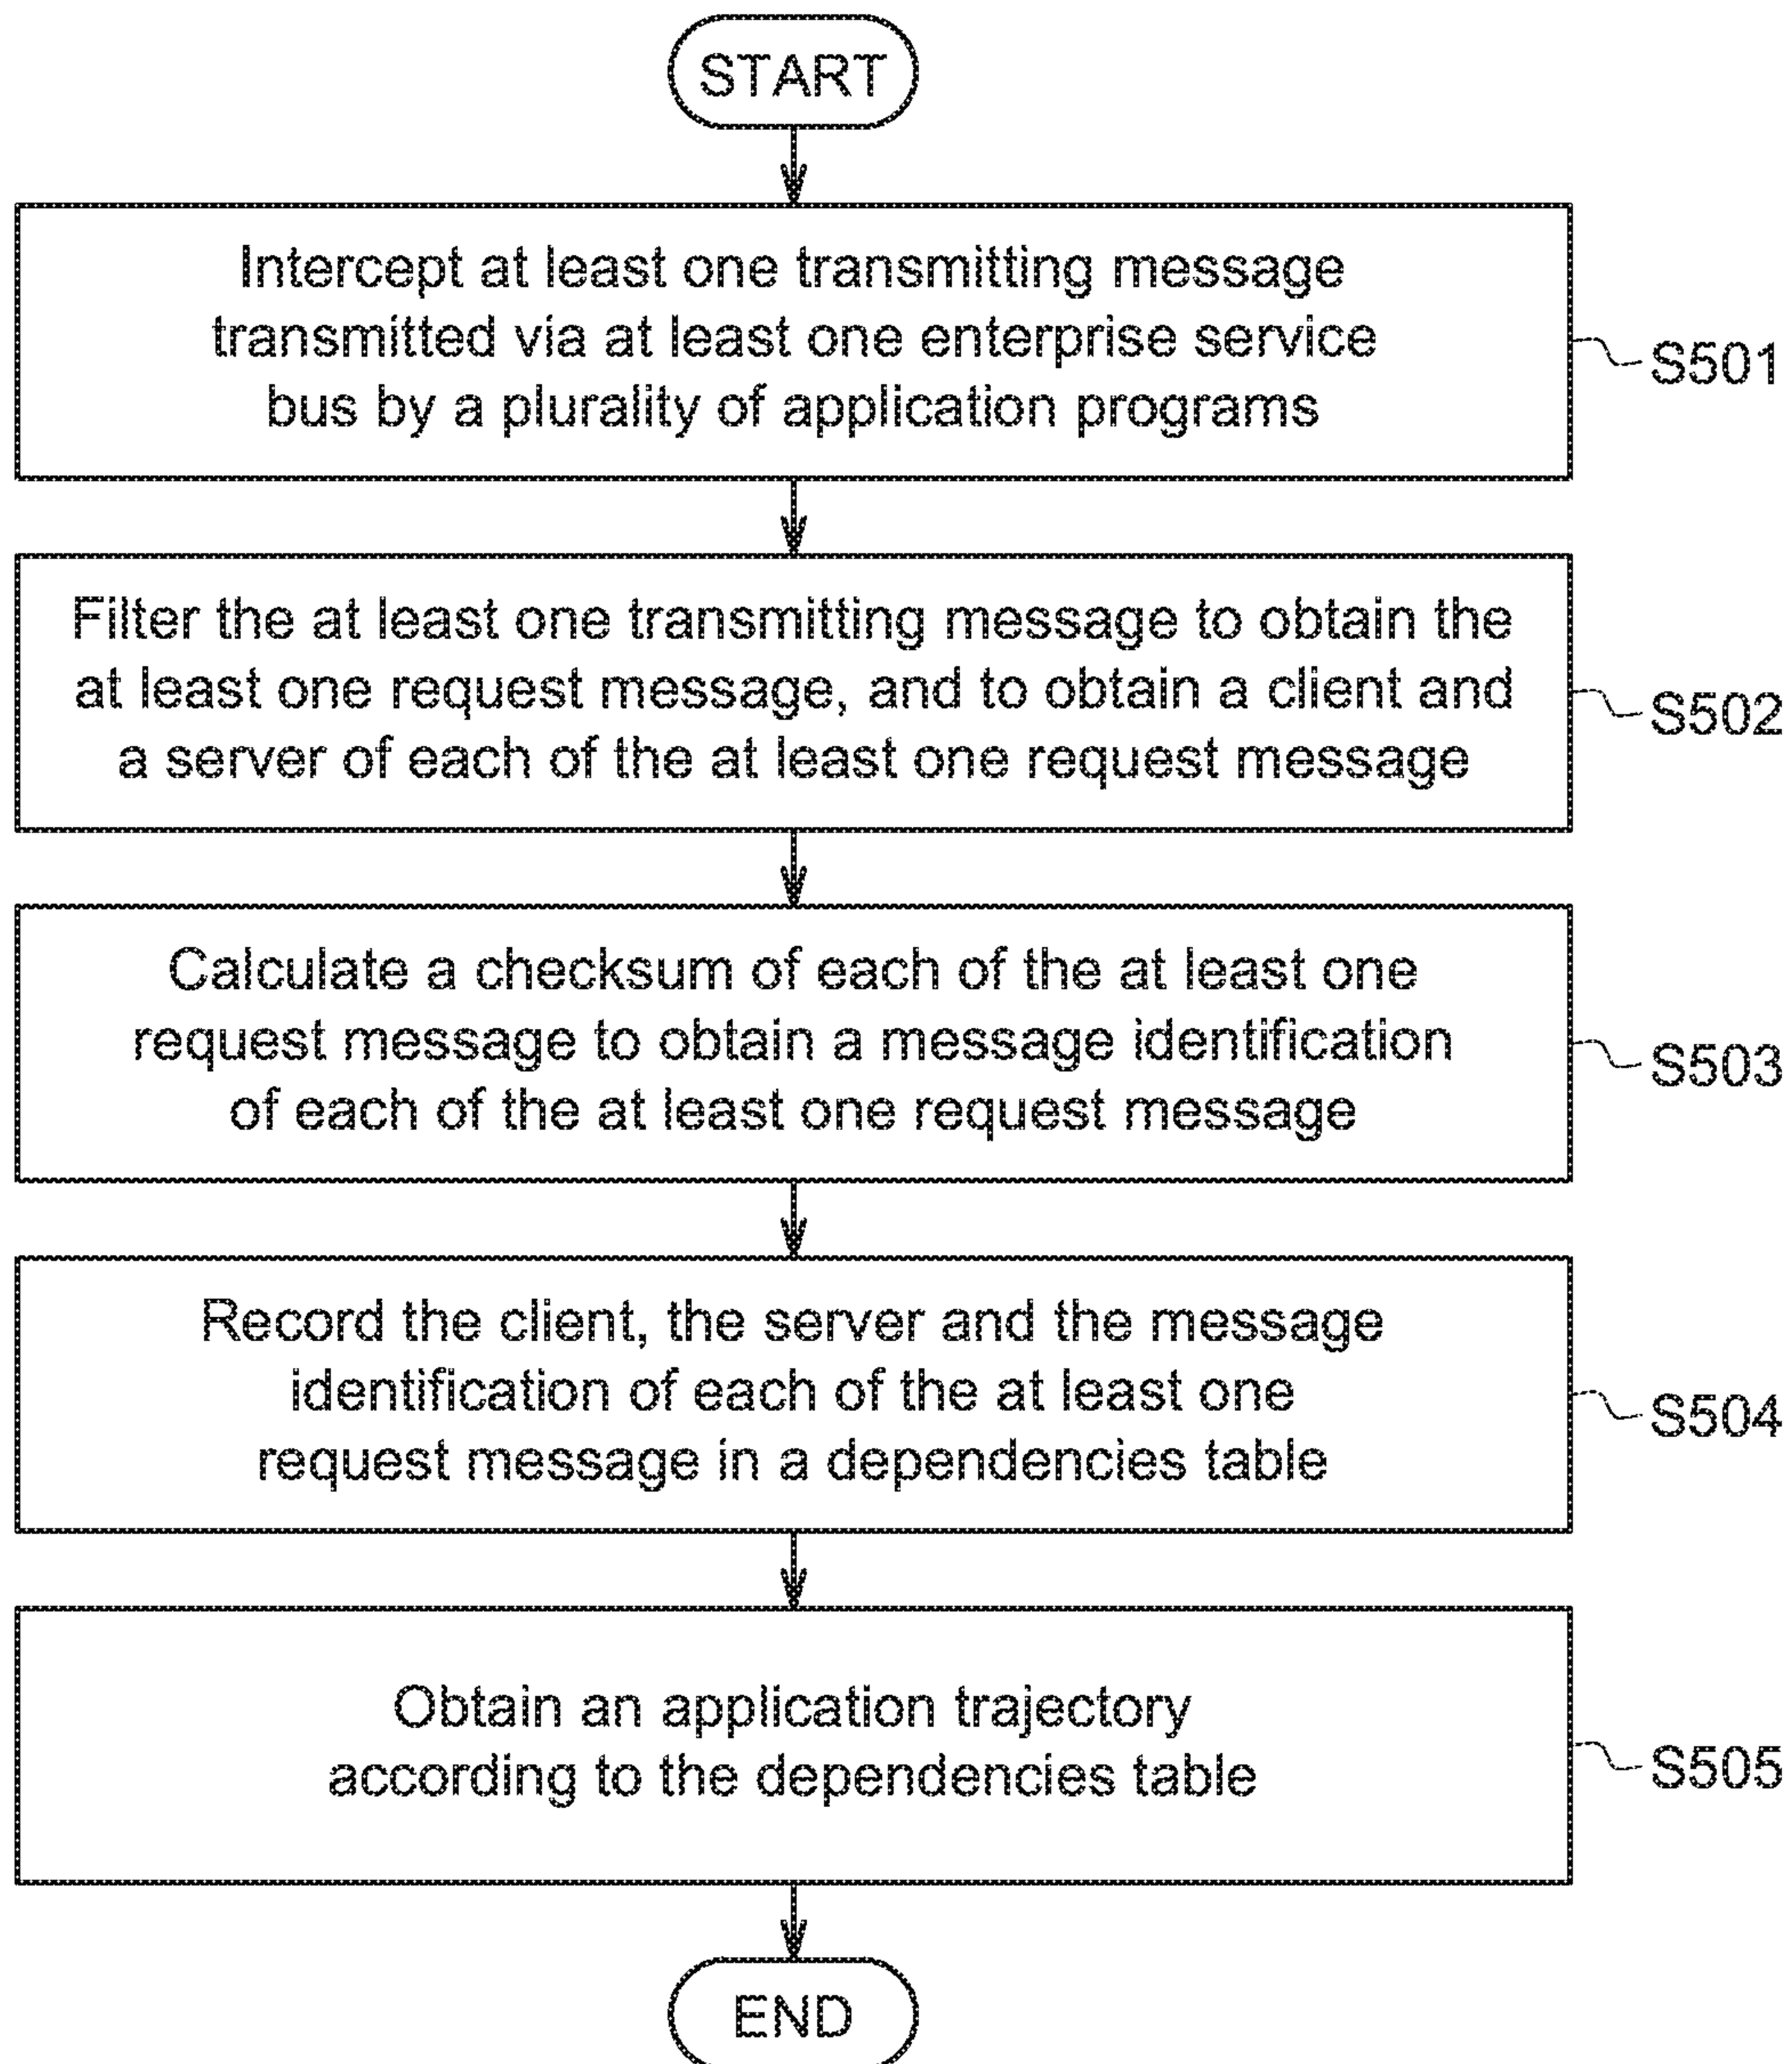 START
Intercept at least one transmitting message
transmitted via at least one enterprise service
bus by a plurality of application programs
S501
Filter the at least one transmitting message to obtain the
at least one request message, and to obtain a client and
a server of each of the at least one request message
S502
Calculate a checksum of each of the at least one
request message to obtain a message identification
of each of the at least one request message
S503
Record the client, the server and the message
identification of each of the at least one
request message in a dependencies table
S504
Obtain an application trajectory
according to the dependencies table
S505
END